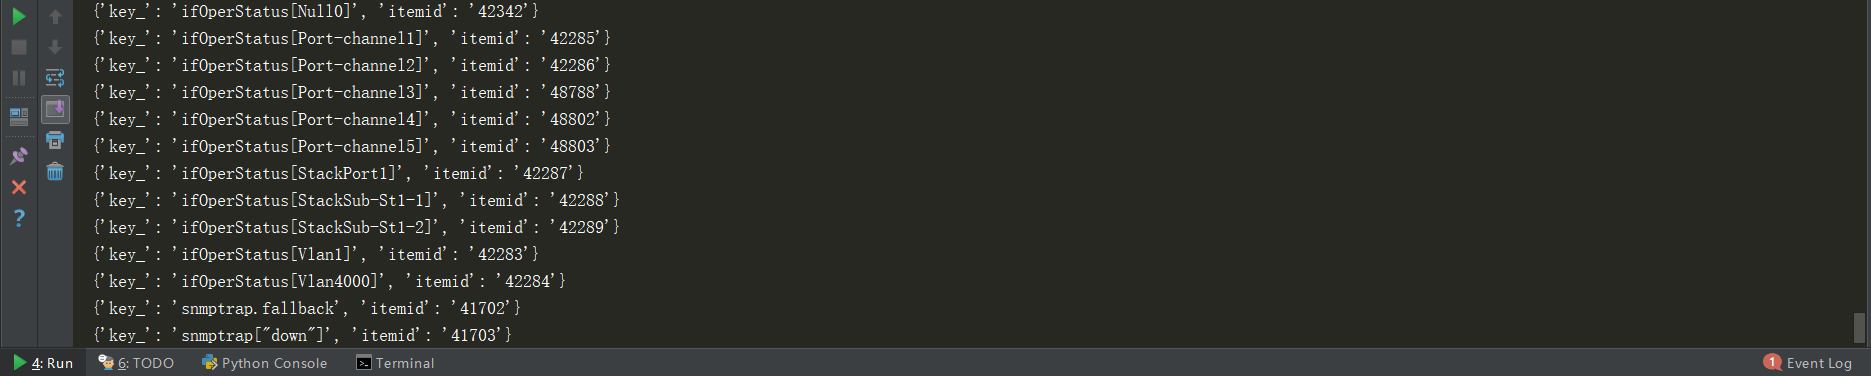 {'key_': 'ifOperStatus[Null0]', 'itemid': '42342'}
{'key_': 'ifOperStatus[Port-channel1]', 'itemid': '42285'}
{'key_': 'ifOperStatus[Port-channel2]', 'itemid': '42286'}
{'key_': 'ifOperStatus[Port-channel3]', 'itemid': '48788'}
{'key_': 'ifOperStatus[Port-channel4]', 'itemid': '48802'}
{'key_': 'ifOperStatus[Port-channel5]', 'itemid': '48803'}
{'key_': 'ifOperStatus[StackPort1]', 'itemid': '42287'}
{'key_': 'ifOperStatus[StackSub-St1-1]', 'itemid': '42288'}
{'key_': 'ifOperStatus[StackSub-St1-2]', 'itemid': '42289'}
{'key_': 'ifOperStatus[Vlan1]', 'itemid': '42283'}
{'key_': 'ifOperStatus[Vlan4000]', 'itemid': '42284'}
{'key_': 'snmptrap.fallback', 'itemid': '41702'}
{'key_': 'snmptrap["down"]', 'itemid': '41703'}
4: Run 6: TODO Python Console Terminal 1 Event Log